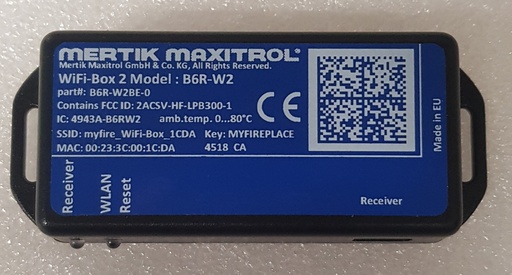 MERTIK MAXITROL®
Mertik Maxitrol GmbH & Co. KG, All Rights Reserved.
WiFi-Box 2 Model : B6R-W2
part#: B6R-W2BE-0
Contains FCC ID: 2ACSV-HF-LPB300-1
IC: 4943A-B6RW2 amb.temp. 0...80°C
SSID: myfire_WiFi-Box_1CDA Key: MYFIREPLACE
MAC: 00:23:3C:00:1C:DA 4518 CA
CE
Made in EU
Receiver
WLAN
Reset
Receiver